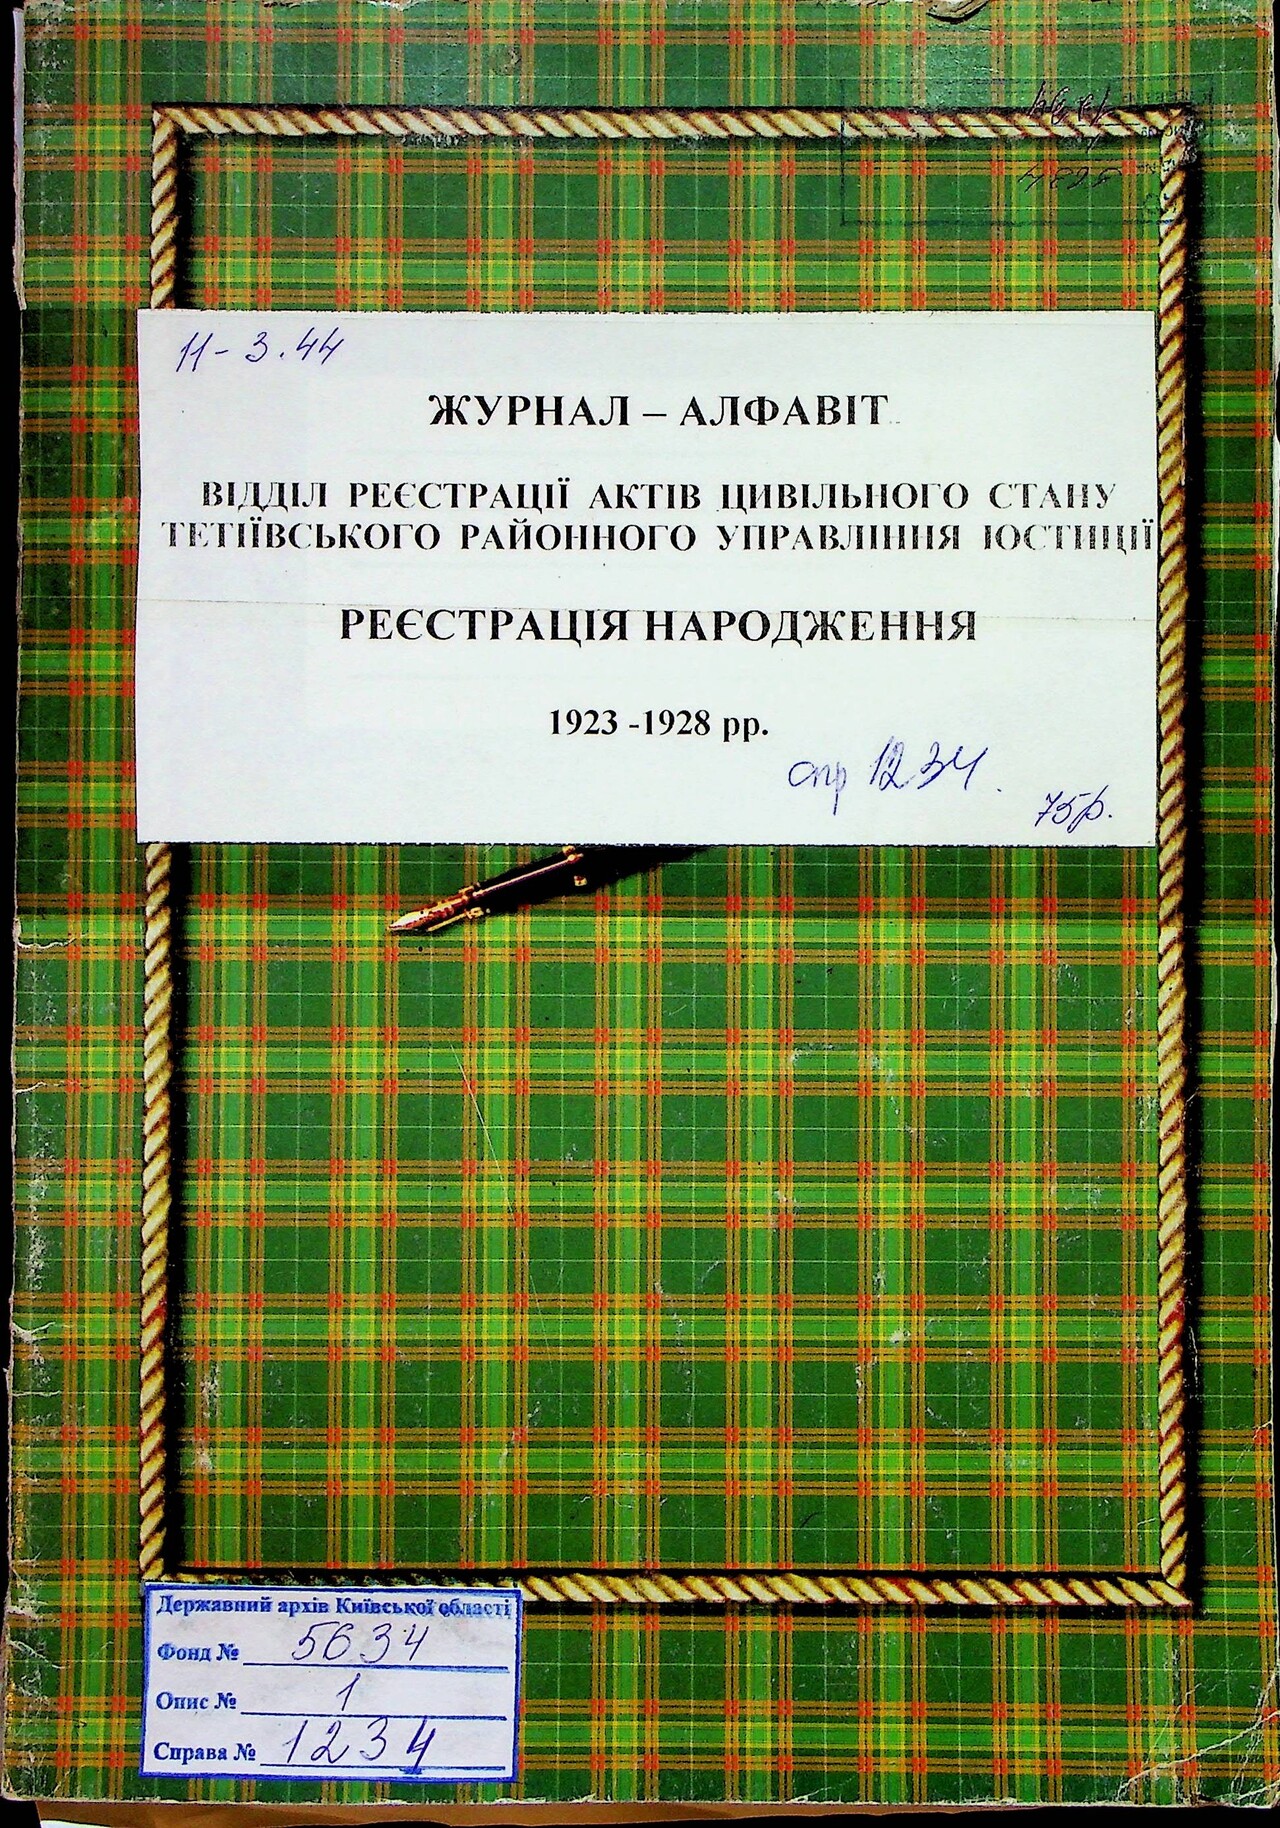 11-3.44
ЖУРНАЛ – АЛФАВІТ
ВІДДІЛ РЕЄСТРАЦІЇ АКТІВ ЦИВІЛЬНОГО СТАНУ
ТЕТІЇВСЬКОГО РАЙОННОГО УПРАВЛІННЯ ЮСТИЦІЇ
РЕЄСТРАЦІЯ НАРОДЖЕННЯ
1923 -1928 рр.
спр 1234
75р.
Державний архів Київської області
Фонд № 5634
Опис № 1
Справа № 1234